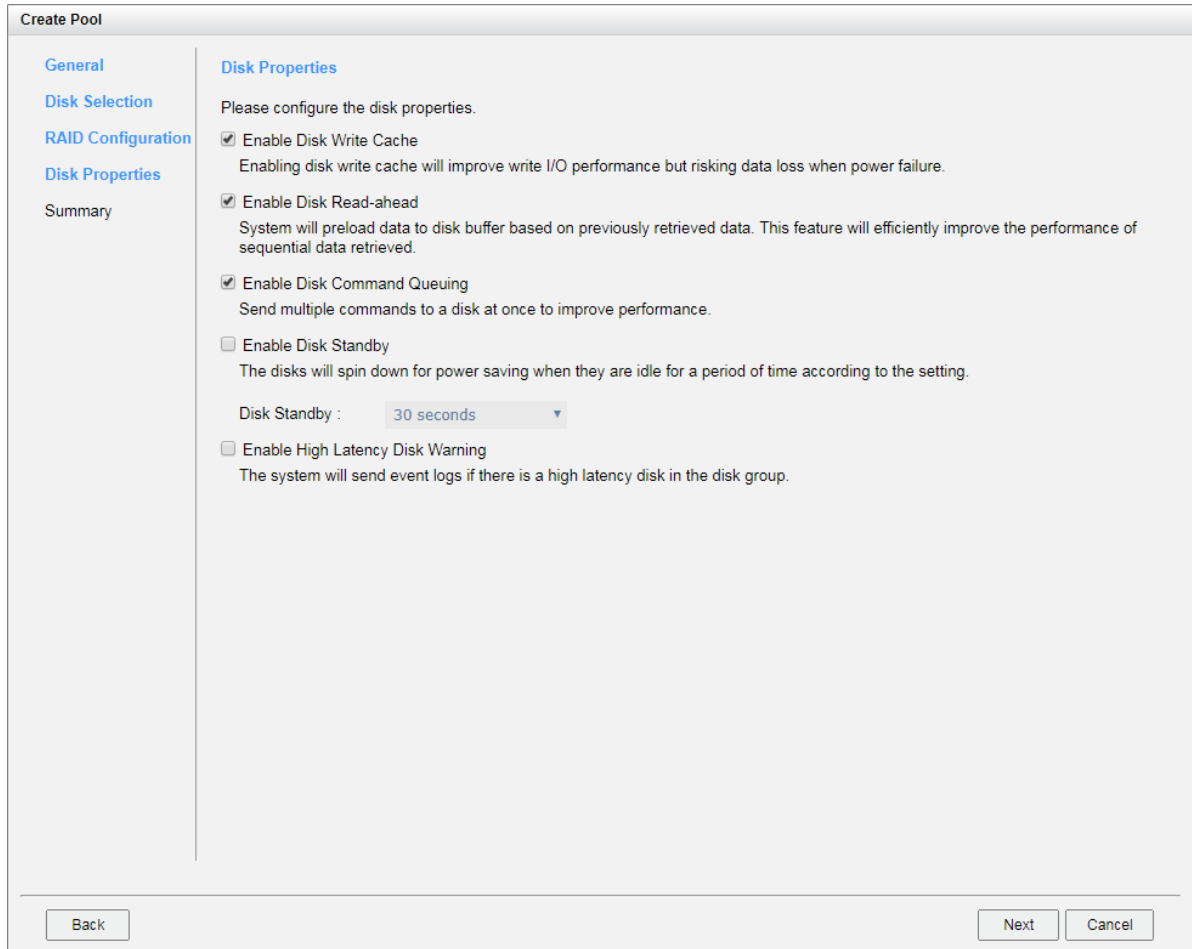 Create Pool
General
Disk Selection
RAID Configuration
Disk Properties
Summary
Disk Properties
Please configure the disk properties.
Enable Disk Write Cache
Enabling disk write cache will improve write I/O performance but risking data loss when power failure.
Enable Disk Read-ahead
System will preload data to disk buffer based on previously retrieved data. This feature will efficiently improve the performance of
sequential data retrieved.
Enable Disk Command Queuing
Send multiple commands to a disk at once to improve performance.
Enable Disk Standby
The disks will spin down for power saving when they are idle for a period of time according to the setting.
Disk Standby : 30 seconds
Enable High Latency Disk Warning
The system will send event logs if there is a high latency disk in the disk group.
Back Next Cancel